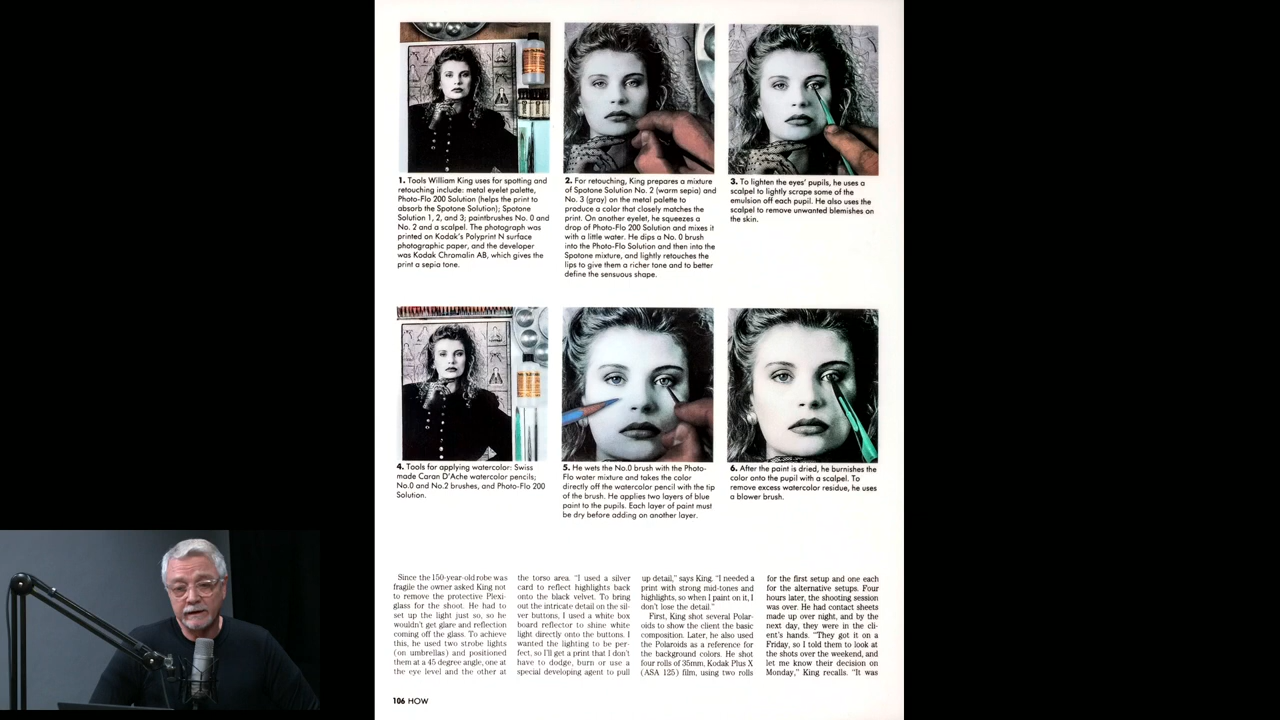 1. Tools William King uses for spotting and
retouching include: metal eyelet palette,
Photo-Flo 200 Solution (helps the print to
absorb the Spotone Solution); Spotone
Solution 1, 2, and 3; paintbrushes No. 0 and
No. 2 and a scalpel. The photograph was
printed on Kodak's Polyprint N surface
photographic paper, and the developer
was Kodak Chromalin AB, which gives the
print a sepia tone.
2. For retouching, King prepares a mixture
of Spotone Solution No. 2 (warm sepia) and
No. 3 (gray) on the metal palette to
produce a color that closely matches the
print. On another eyelet, he squeezes a
drop of Photo-Flo 200 Solution and mixes it
with a little water. He dips a No. 0 brush
into the Photo-Flo Solution and then into the
Spotone mixture, and lightly retouches the
lips to give them a richer tone and to better
define the sensuous shape.
3. To lighten the eyes' pupils, he uses a
scalpel to lightly scrape some of the
emulsion off each pupil. He also uses the
scalpel to remove unwanted blemishes on
the skin.
4. Tools for applying watercolor: Swiss
made Caran D'Ache watercolor pencils;
No.0 and No.2 brushes, and Photo-Flo 200
Solution.
5. He wets the No.0 brush with the Photo-
Flo water mixture and takes the color
directly off the watercolor pencil with the tip
of the brush. He applies two layers of blue
paint to the pupils. Each layer of paint must
be dry before adding on another layer.
6. After the paint is dried, he burnishes the
color onto the pupil with a scalpel. To
remove excess watercolor residue, he uses
a blower brush.
Since the 150-year-old robe was
fragile the owner asked King not
to remove the protective Plexi-
glass for the shoot. He had to
set up the light just so, so he
wouldn't get glare and reflection
coming off the glass. To achieve
this, he used two strobe lights
(on umbrellas) and positioned
them at a 45 degree angle, one at
the eye level and the other at
the torso area. "I used a silver
card to reflect highlights back
onto the black velvet. To bring
out the intricate detail on the sil-
ver buttons, I used a white box
board reflector to shine white
light directly onto the buttons. I
wanted the lighting to be per-
fect, so I'll get a print that I don't
have to dodge, burn or use a
special developing agent to pull
up detail," says King. "I needed a
print with strong mid-tones and
highlights, so when I paint on it, I
don't lose the detail."
First, King shot several Polar-
oids to show the client the basic
composition. Later, he also used
the Polaroids as a reference for
the background colors. He shot
four rolls of 35mm, Kodak Plus X
(ASA 125) film, using two rolls
for the first setup and one each
for the alternative setups. Four
hours later, the shooting session
was over. He had contact sheets
made up over night, and by the
next day, they were in the cli-
ent's hands. "They got it on a
Friday, so I told them to look at
the shots over the weekend, and
let me know their decision on
Monday," King recalls. "It was
106 HOW